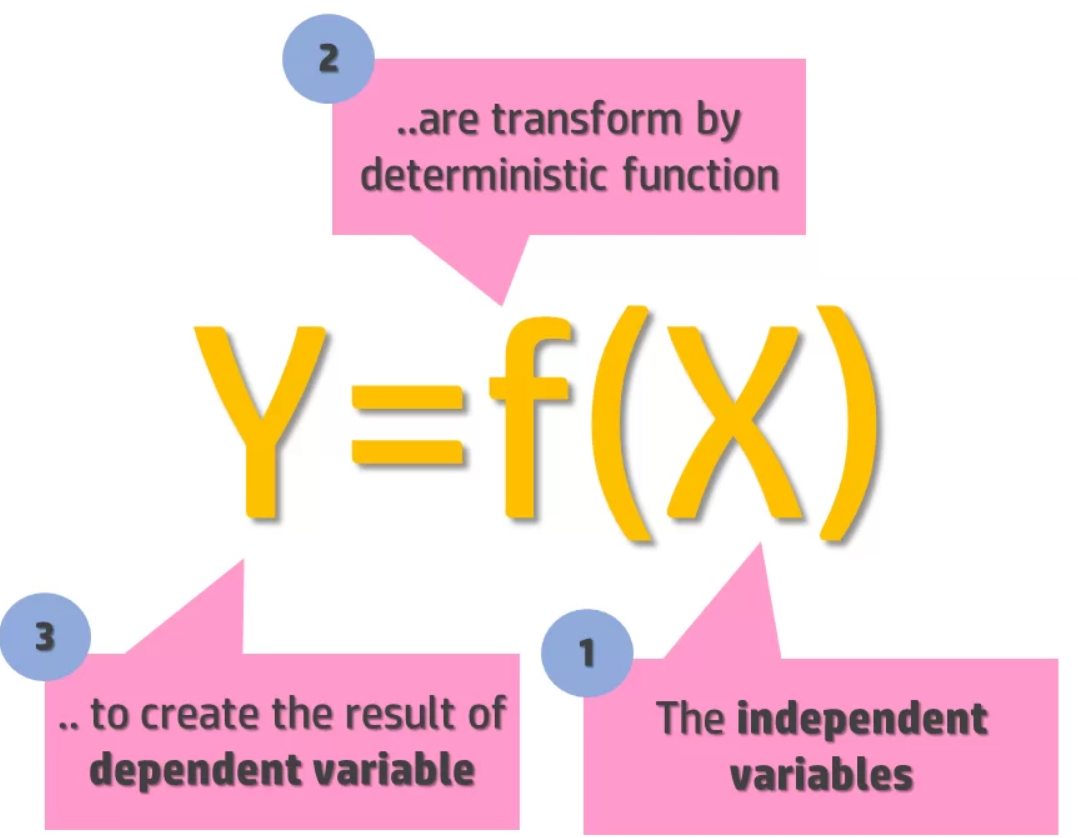 2
..are transform by
deterministic function
Y=f(X)
3
.. to create the result of
dependent variable
1
The independent
variables